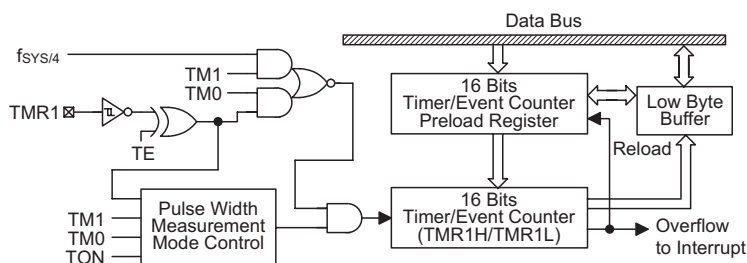 Data Bus
fSYS/4
TM1
TM0
TMR1
TE
16 Bits
Timer/Event Counter
Preload Register
Low Byte
Buffer
Reload
TM1
TM0
TON
Pulse Width
Measurement
Mode Control
16 Bits
Timer/Event Counter
(TMR1H/TMR1L)
Overflow
to Interrupt